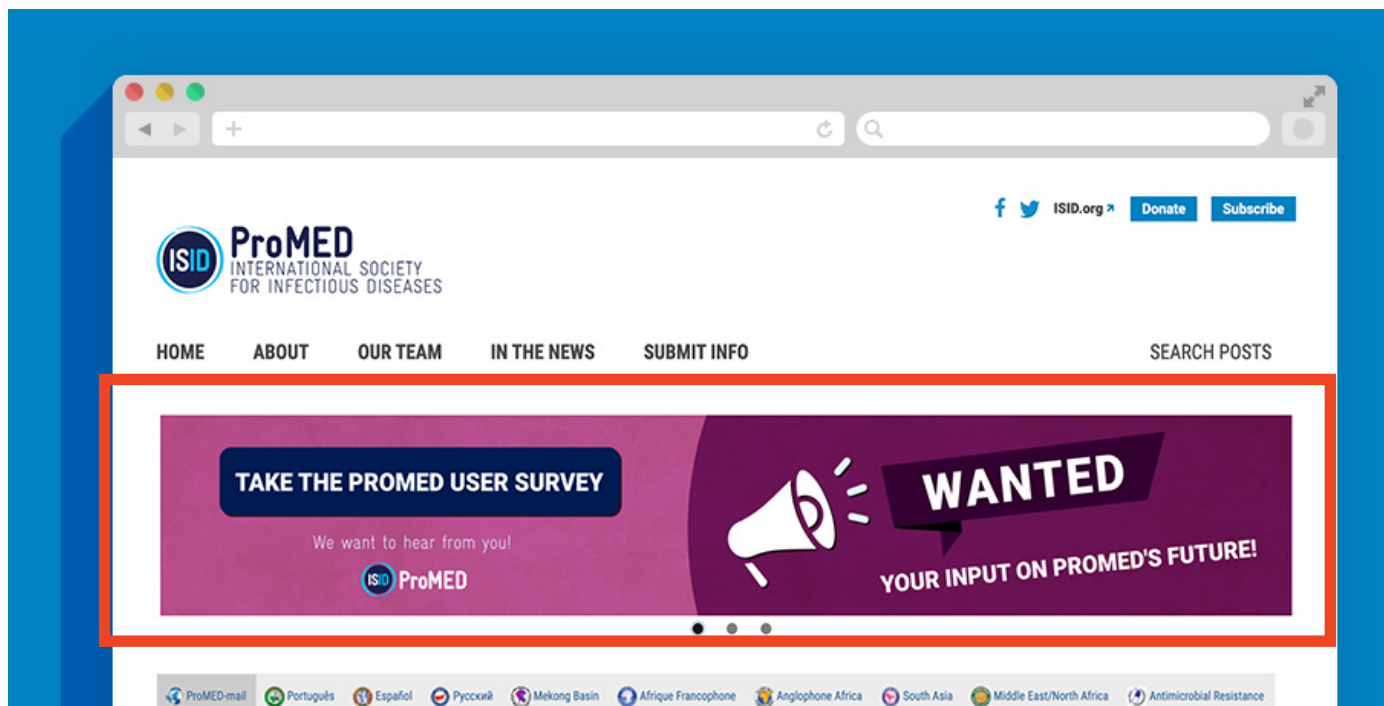 ISID.org
Donate
Subscribe
ISID
ProMED
INTERNATIONAL SOCIETY
FOR INFECTIOUS DISEASES
HOME
ABOUT
OUR TEAM
IN THE NEWS
SUBMIT INFO
SEARCH POSTS
TAKE THE PROMED USER SURVEY
We want to hear from you!
ISID ProMED
WANTED
YOUR INPUT ON PROMED'S FUTURE!
ProMED-mail
Português
Español
Русский
Mekong Basin
Afrique Francophone
Anglophone Africa
South Asia
Middle East/North Africa
Antimicrobial Resistance